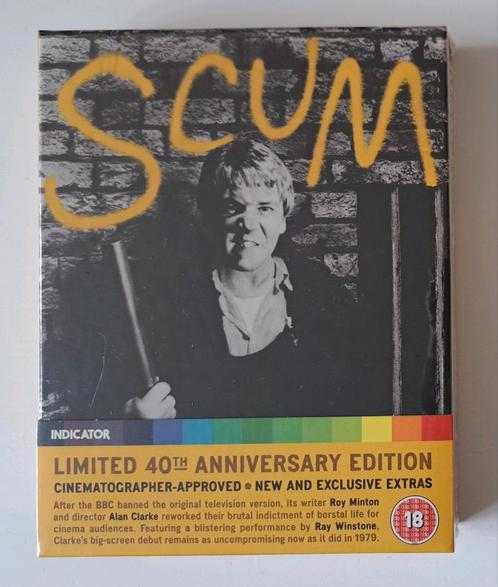 SCUM
INDICATOR
LIMITED 40TH ANNIVERSARY EDITION
CINEMATOGRAPHER-APPROVED • NEW AND EXCLUSIVE EXTRAS
After the BBC banned the original television version, its writer Roy Minton
and director Alan Clarke reworked their brutal indictment of borstal life for
cinema audiences. Featuring a blistering performance by Ray Winstone,
Clarke's big-screen debut remains as uncompromising now as it did in 1979.
18